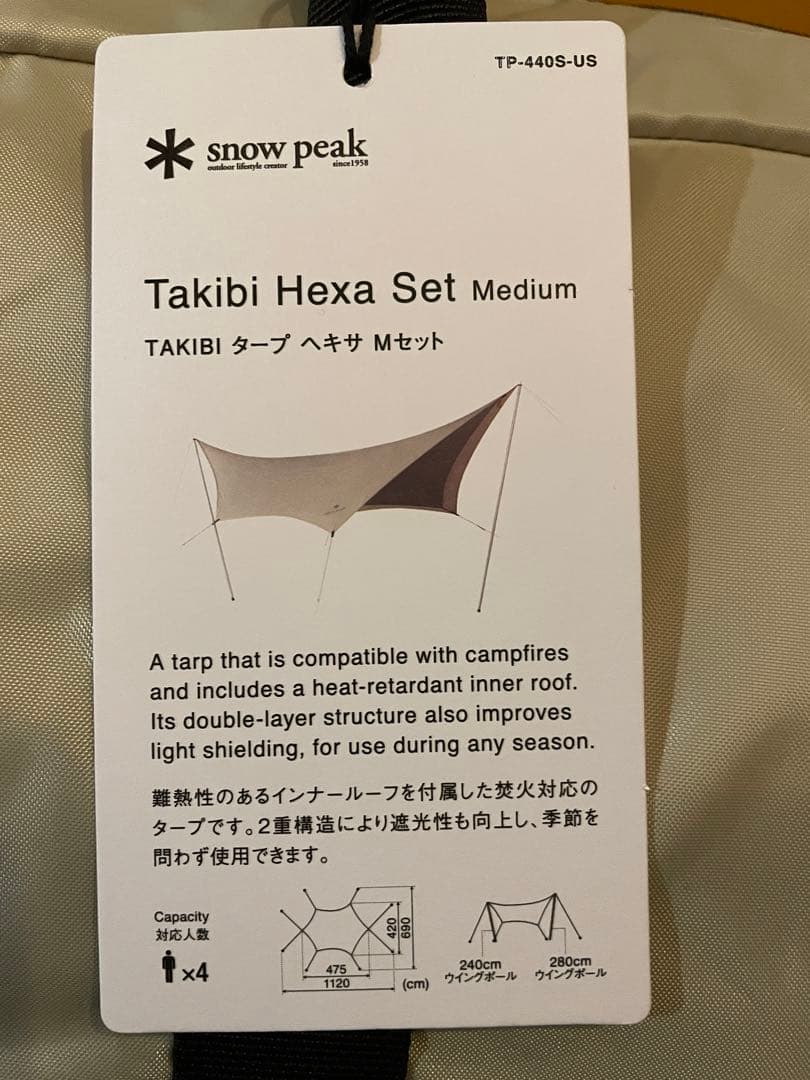 TP-440S-US
snow peak
outdoor lifestyle creator
since1958
Takibi Hexa Set Medium
TAKIBI タープ ヘキサ Mセット
A tarp that is compatible with campfires
and includes a heat-retardant inner roof.
Its double-layer structure also improves
light shielding, for use during any season.
難熱性のあるインナールーフを付属した焚火対応の
タープです。2重構造により遮光性も向上し、季節を
問わず使用できます。
Capacity
対応人数
×4
420
690
475
1120
(cm)
240cm
ウイングポール
280cm
ウイングポール